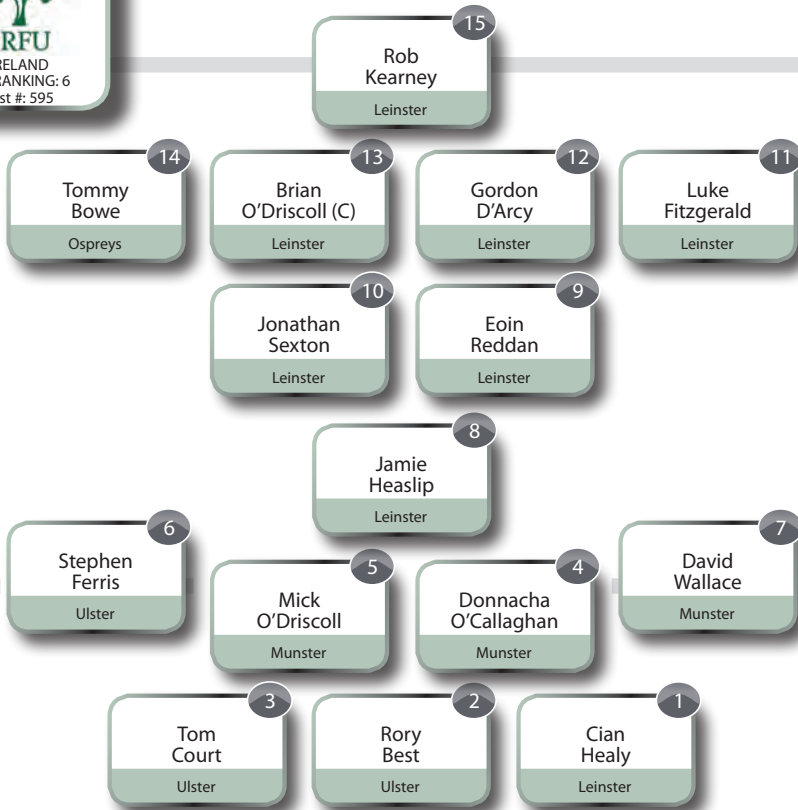 RFU
RELAND
RANKING: 6
st #: 595
15
Rob
Kearney
Leinster
14
Tommy
Bowe
Ospreys
13
Brian
O'Driscoll (C)
Leinster
12
Gordon
D'Arcy
Leinster
11
Luke
Fitzgerald
Leinster
10
Jonathan
Sexton
Leinster
9
Eoin
Reddan
Leinster
8
Jamie
Heaslip
Leinster
6
Stephen
Ferris
Ulster
5
Mick
O'Driscoll
Munster
4
Donnacha
O'Callaghan
Munster
7
David
Wallace
Munster
3
Tom
Court
Ulster
2
Rory
Best
Ulster
1
Cian
Healy
Leinster